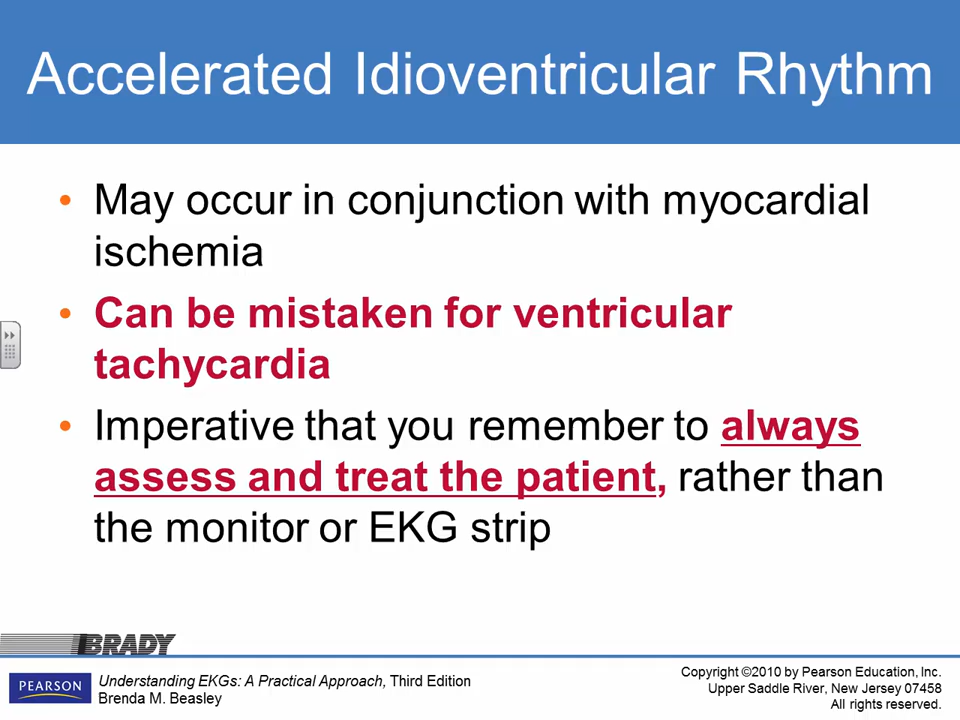 Accelerated Idioventricular Rhythm
• May occur in conjunction with myocardial
ischemia
• Can be mistaken for ventricular
tachycardia
• Imperative that you remember to always
assess and treat the patient, rather than
the monitor or EKG strip
BRADY
PEARSON
Understanding EKGs: A Practical Approach, Third Edition
Brenda M. Beasley
Copyright ©2010 by Pearson Education, Inc.
Upper Saddle River, New Jersey 07458
All rights reserved.